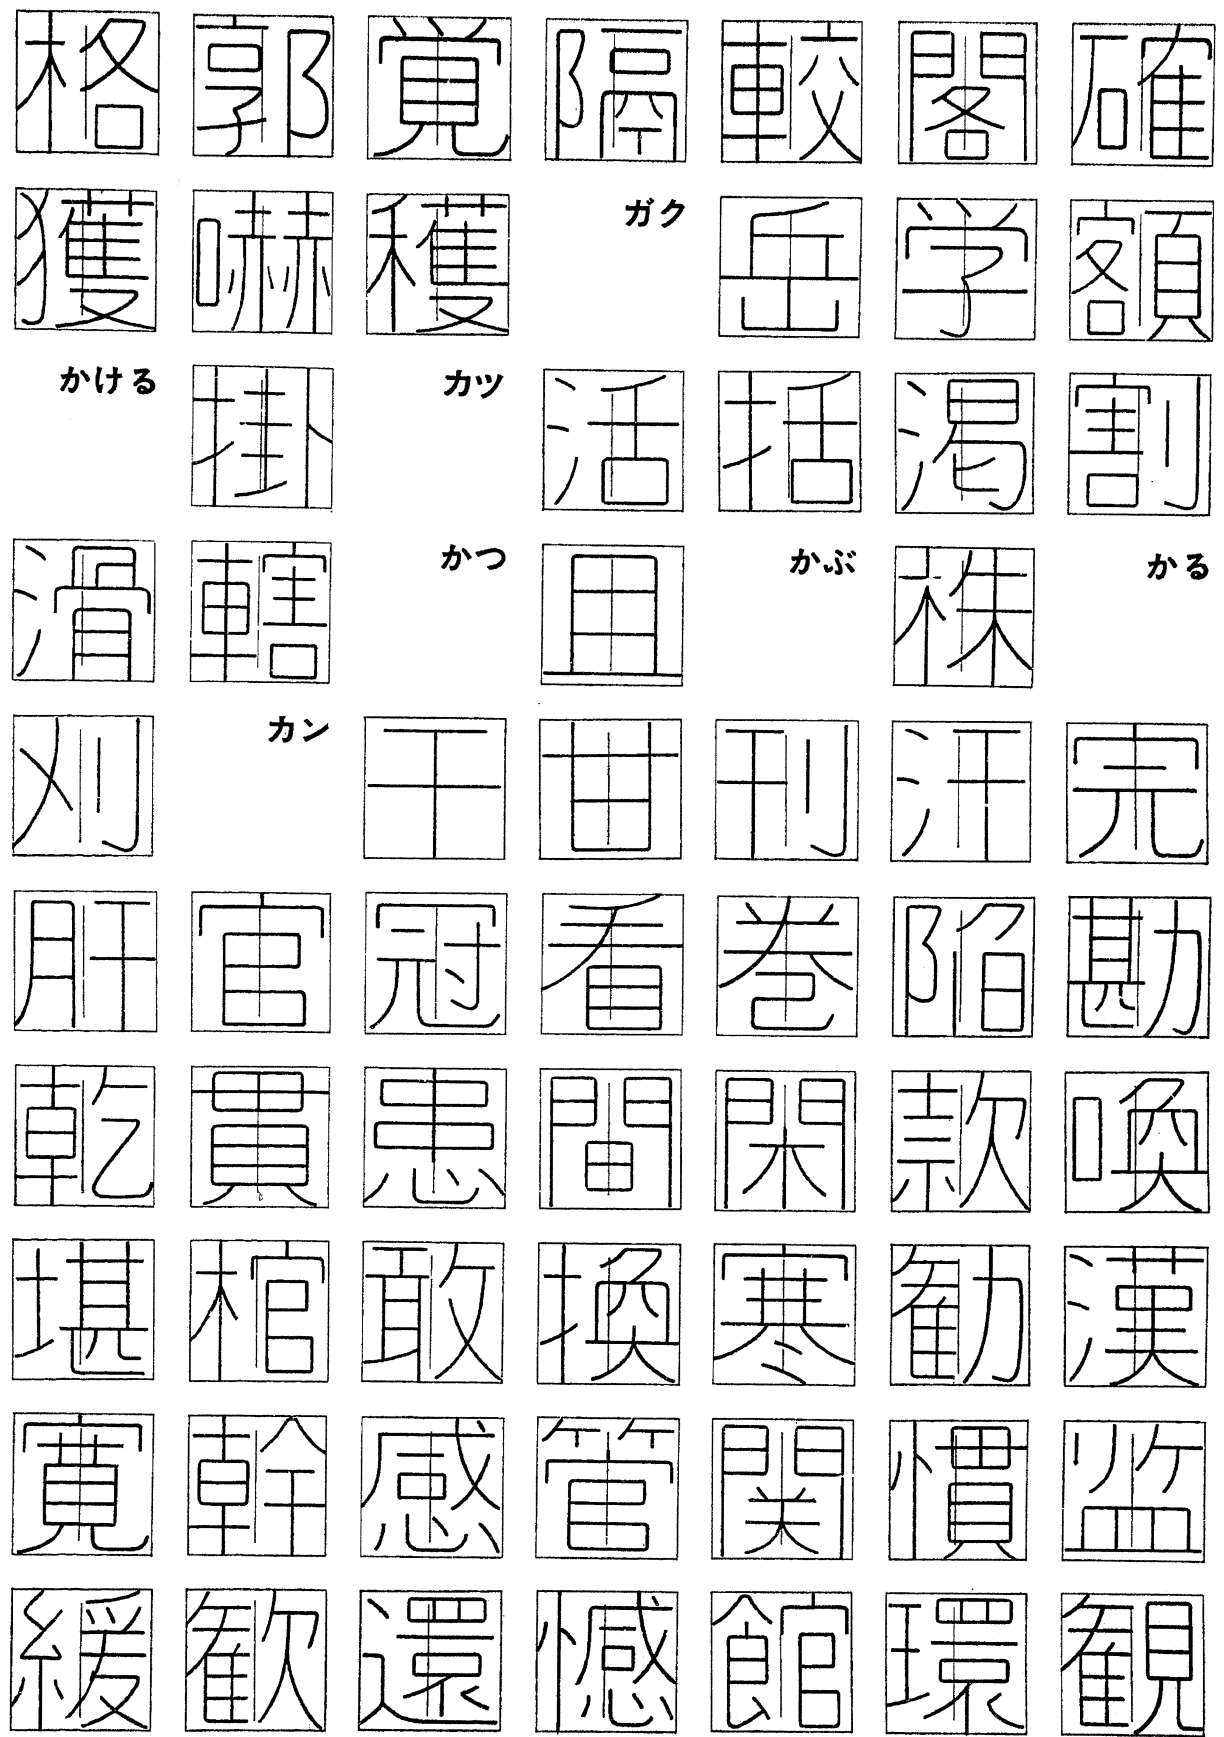 格 郭 覚 隔 較 閣 確
獲 嚇 穫 ガク 岳 学 額
かける 掛 カツ 活 括 渇 割
滑 轄 かつ 且 かぶ 株 かる
刈 カン 干 甘 刊 汗 完
肝 官 冠 看 巻 陥 勘
乾 貫 患 間 閑 款 喚
堪 棺 敢 換 寒 勧 漢
寛 幹 感 管 関 慣 监
緩 歓 還 憾 館 環 観